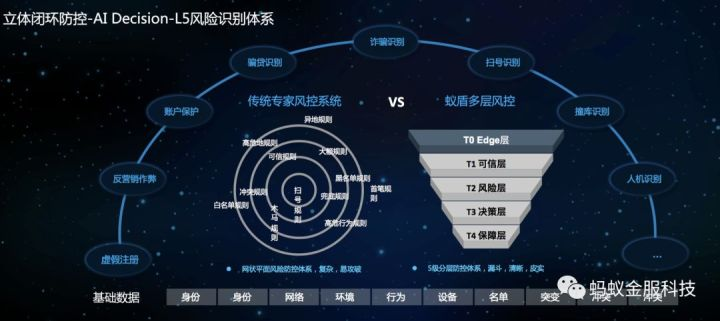 立体闭环防控-AI Decision-L5风险识别体系
诈骗识别
骗贷识别
扫号识别
账户保护
撞库识别
反营销作弊
人机识别
虚假注册
...
传统专家风控系统
VS
蚁盾多层风控
异地规则
高危地规则
大额规则
可信规则
黑名单规则
首笔规则
冲突规则
扫号规则
兜底规则
白名单规则
木马规则
高危行为规则
T0 Edge层
T1 可信层
T2 风险层
T3 决策层
T4 保障层
网状平面风险防控体系，复杂，易攻破
5级分层防控体系，漏斗，清晰，皮实
基础数据
身份
身份
网络
环境
行为
设备
名单
突变
冲突
冲突
蚂蚁金服科技